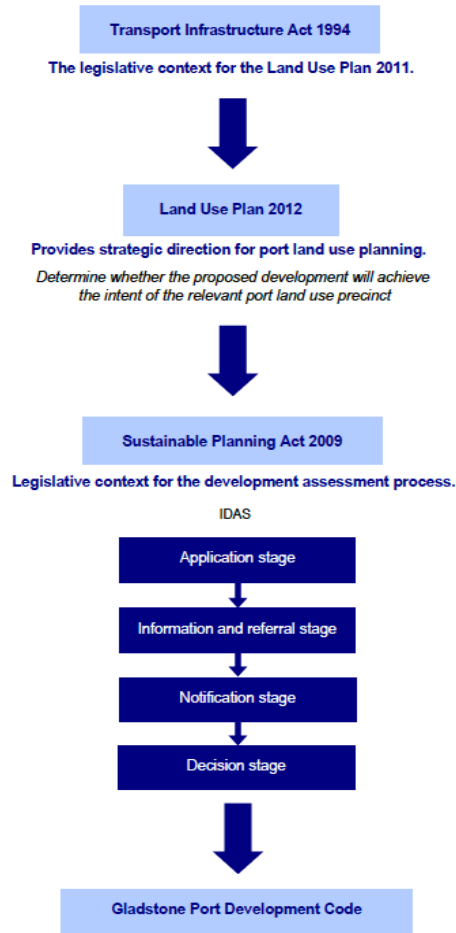 Transport Infrastructure Act 1994
The legislative context for the Land Use Plan 2011.
Land Use Plan 2012
Provides strategic direction for port land use planning.
Determine whether the proposed development will achieve
the intent of the relevant port land use precinct
Sustainable Planning Act 2009
Legislative context for the development assessment process.
IDAS
Application stage
Information and referral stage
Notification stage
Decision stage
Gladstone Port Development Code